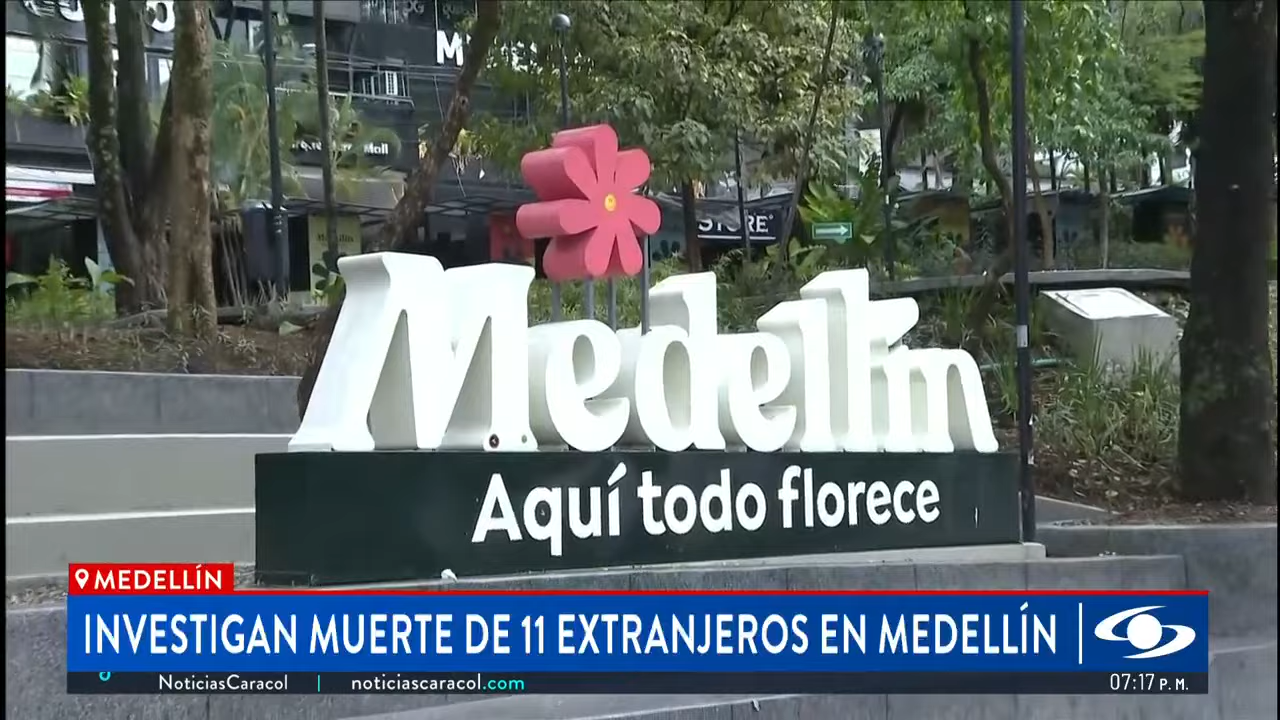 Mall
STORE
Medellín
Aquí todo florece
MEDELLÍN
INVESTIGAN MUERTE DE 11 EXTRANJEROS EN MEDELLÍN
NoticiasCaracol | noticiascaracol.com
07:17 P. M.